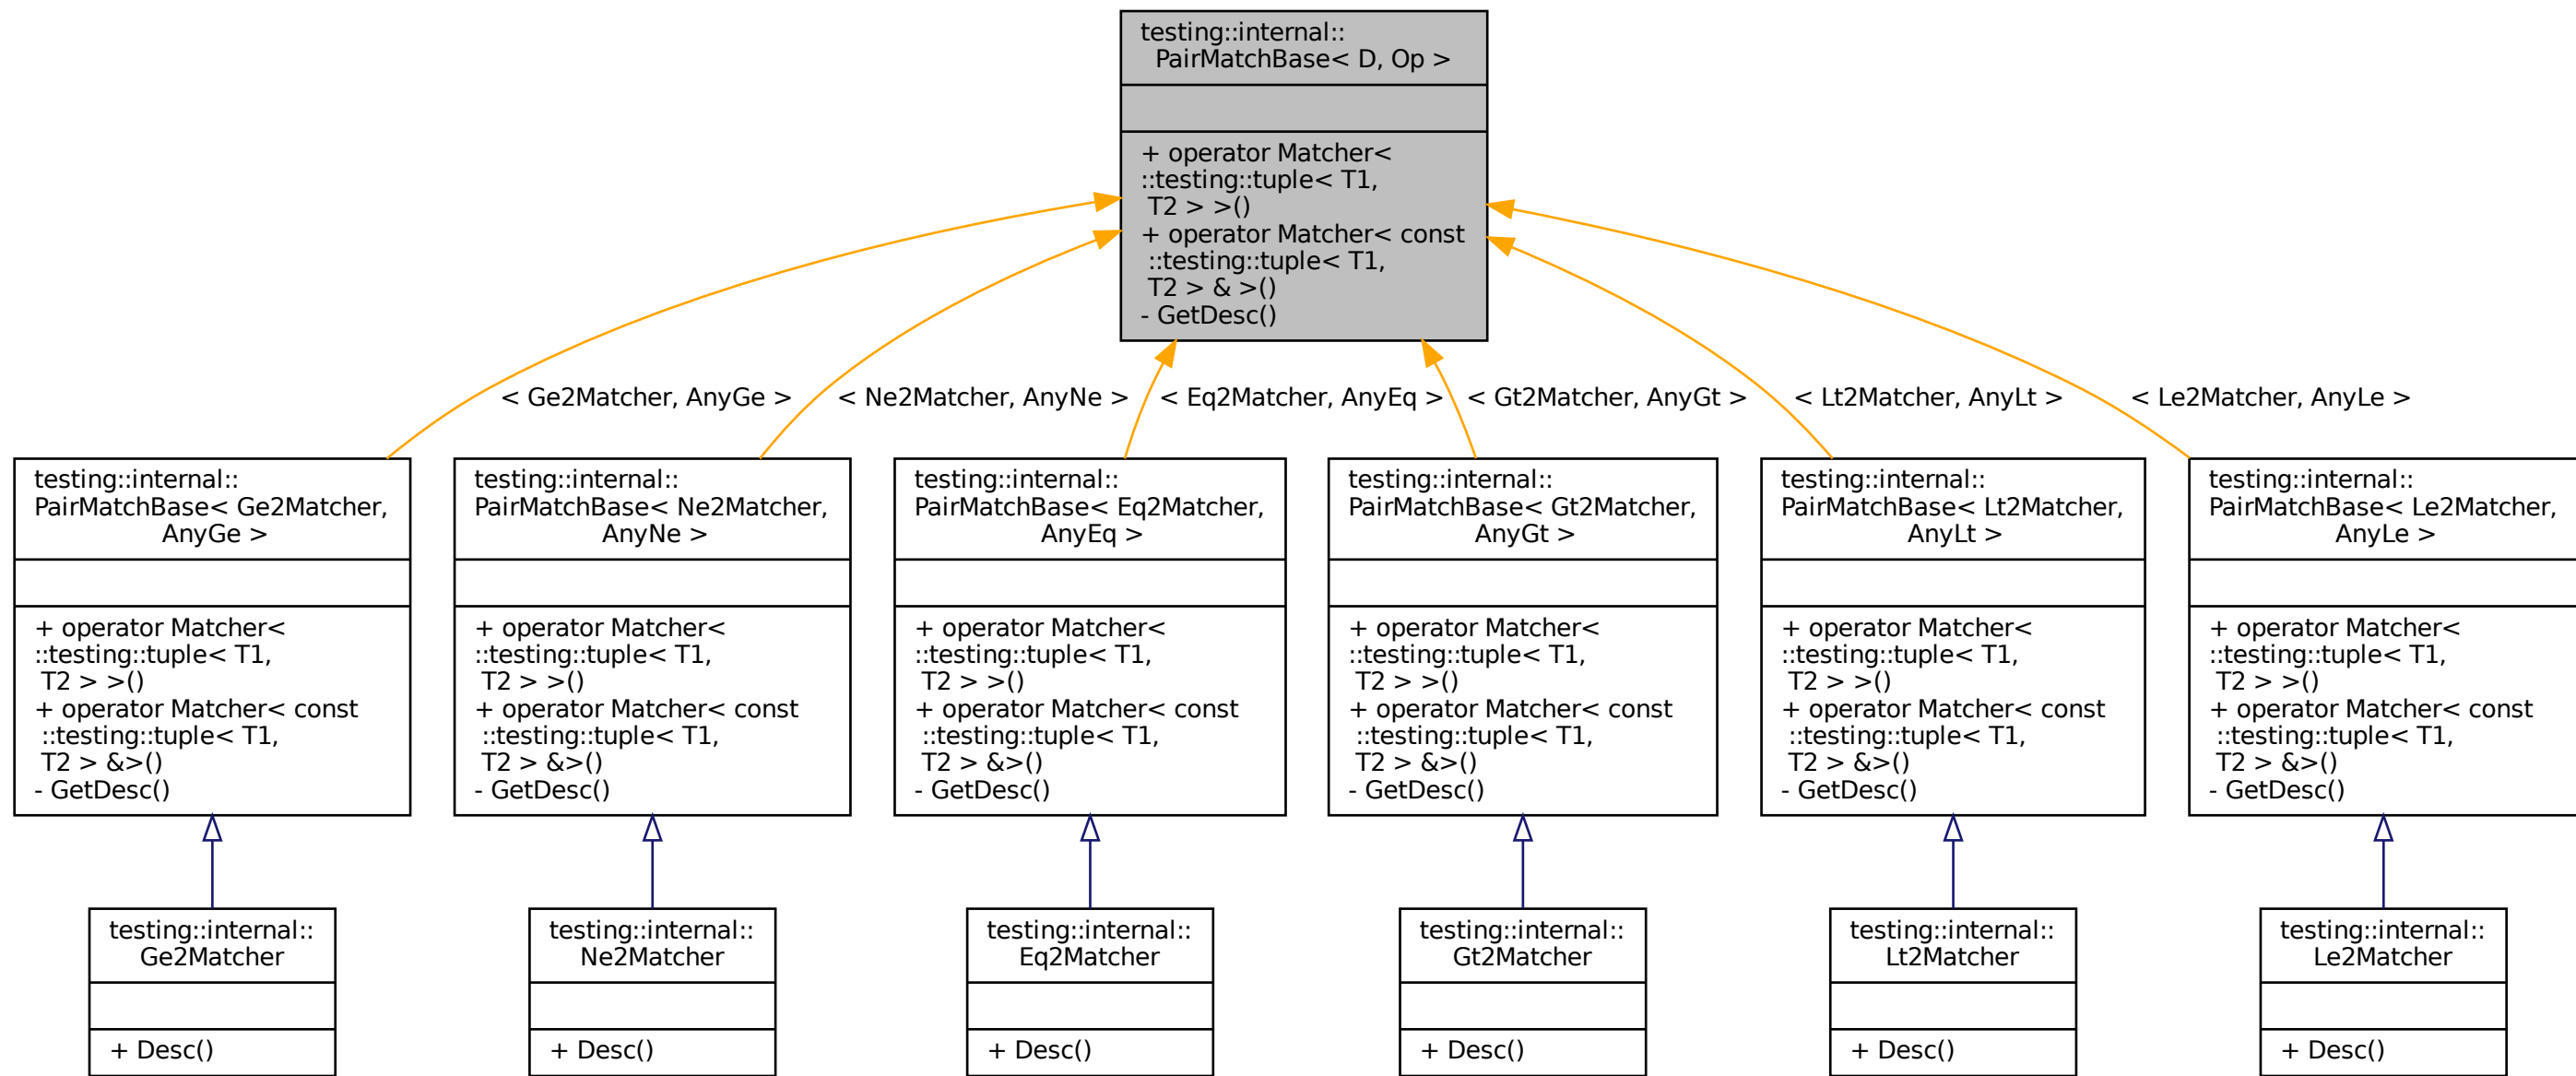 testing::internal::
PairMatchBase< D, Op >
+ operator Matcher<
::testing::tuple< T1,
T2 > >()
+ operator Matcher< const
::testing::tuple< T1,
T2 > & >()
- GetDesc()
< Ge2Matcher, AnyGe >
< Ne2Matcher, AnyNe >
< Eq2Matcher, AnyEq >
< Gt2Matcher, AnyGt >
< Lt2Matcher, AnyLt >
< Le2Matcher, AnyLe >
testing::internal::
PairMatchBase< Ge2Matcher,
AnyGe >
+ operator Matcher<
::testing::tuple< T1,
T2 > >()
+ operator Matcher< const
::testing::tuple< T1,
T2 > &>()
- GetDesc()
testing::internal::
PairMatchBase< Ne2Matcher,
AnyNe >
+ operator Matcher<
::testing::tuple< T1,
T2 > >()
+ operator Matcher< const
::testing::tuple< T1,
T2 > &>()
- GetDesc()
testing::internal::
PairMatchBase< Eq2Matcher,
AnyEq >
+ operator Matcher<
::testing::tuple< T1,
T2 > >()
+ operator Matcher< const
::testing::tuple< T1,
T2 > &>()
- GetDesc()
testing::internal::
PairMatchBase< Gt2Matcher,
AnyGt >
+ operator Matcher<
::testing::tuple< T1,
T2 > >()
+ operator Matcher< const
::testing::tuple< T1,
T2 > &>()
- GetDesc()
testing::internal::
PairMatchBase< Lt2Matcher,
AnyLt >
+ operator Matcher<
::testing::tuple< T1,
T2 > >()
+ operator Matcher< const
::testing::tuple< T1,
T2 > &>()
- GetDesc()
testing::internal::
PairMatchBase< Le2Matcher,
AnyLe >
+ operator Matcher<
::testing::tuple< T1,
T2 > >()
+ operator Matcher< const
::testing::tuple< T1,
T2 > &>()
- GetDesc()
testing::internal::
Ge2Matcher
+ Desc()
testing::internal::
Ne2Matcher
+ Desc()
testing::internal::
Eq2Matcher
+ Desc()
testing::internal::
Gt2Matcher
+ Desc()
testing::internal::
Lt2Matcher
+ Desc()
testing::internal::
Le2Matcher
+ Desc()